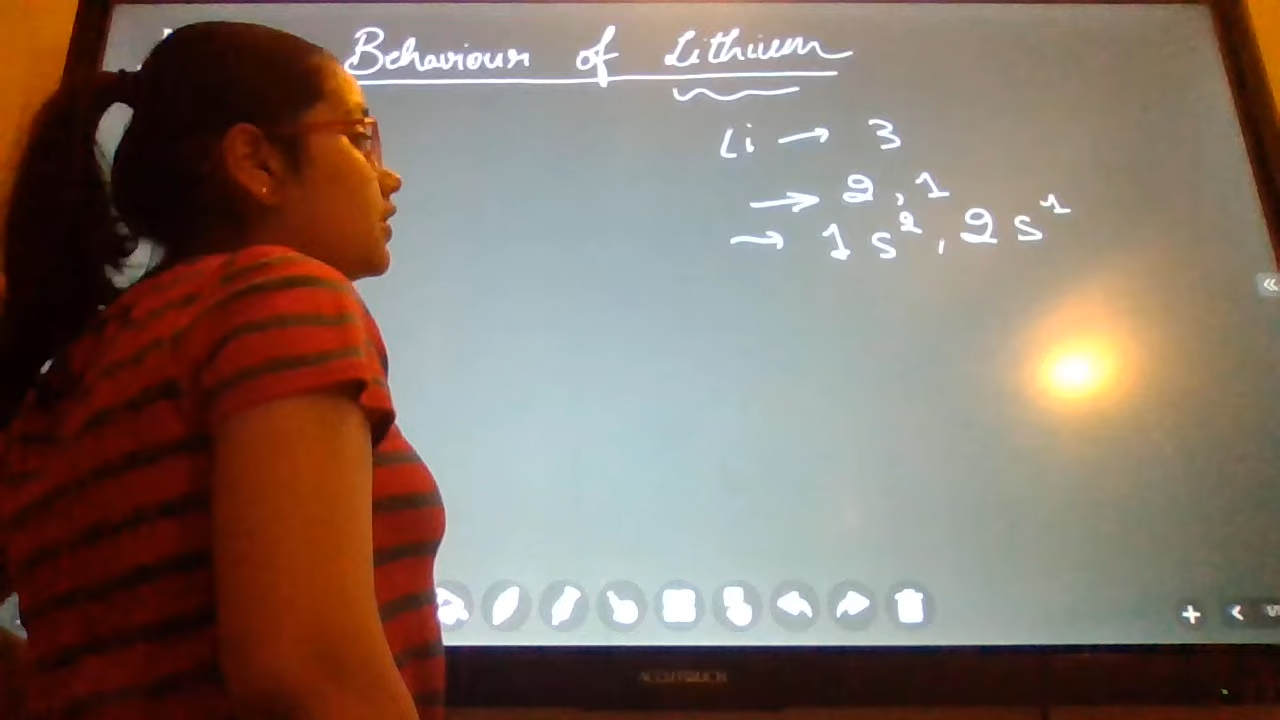 Behaviour of Lithium
Li → 3
→ 2, 1
→ 1s², 2s¹